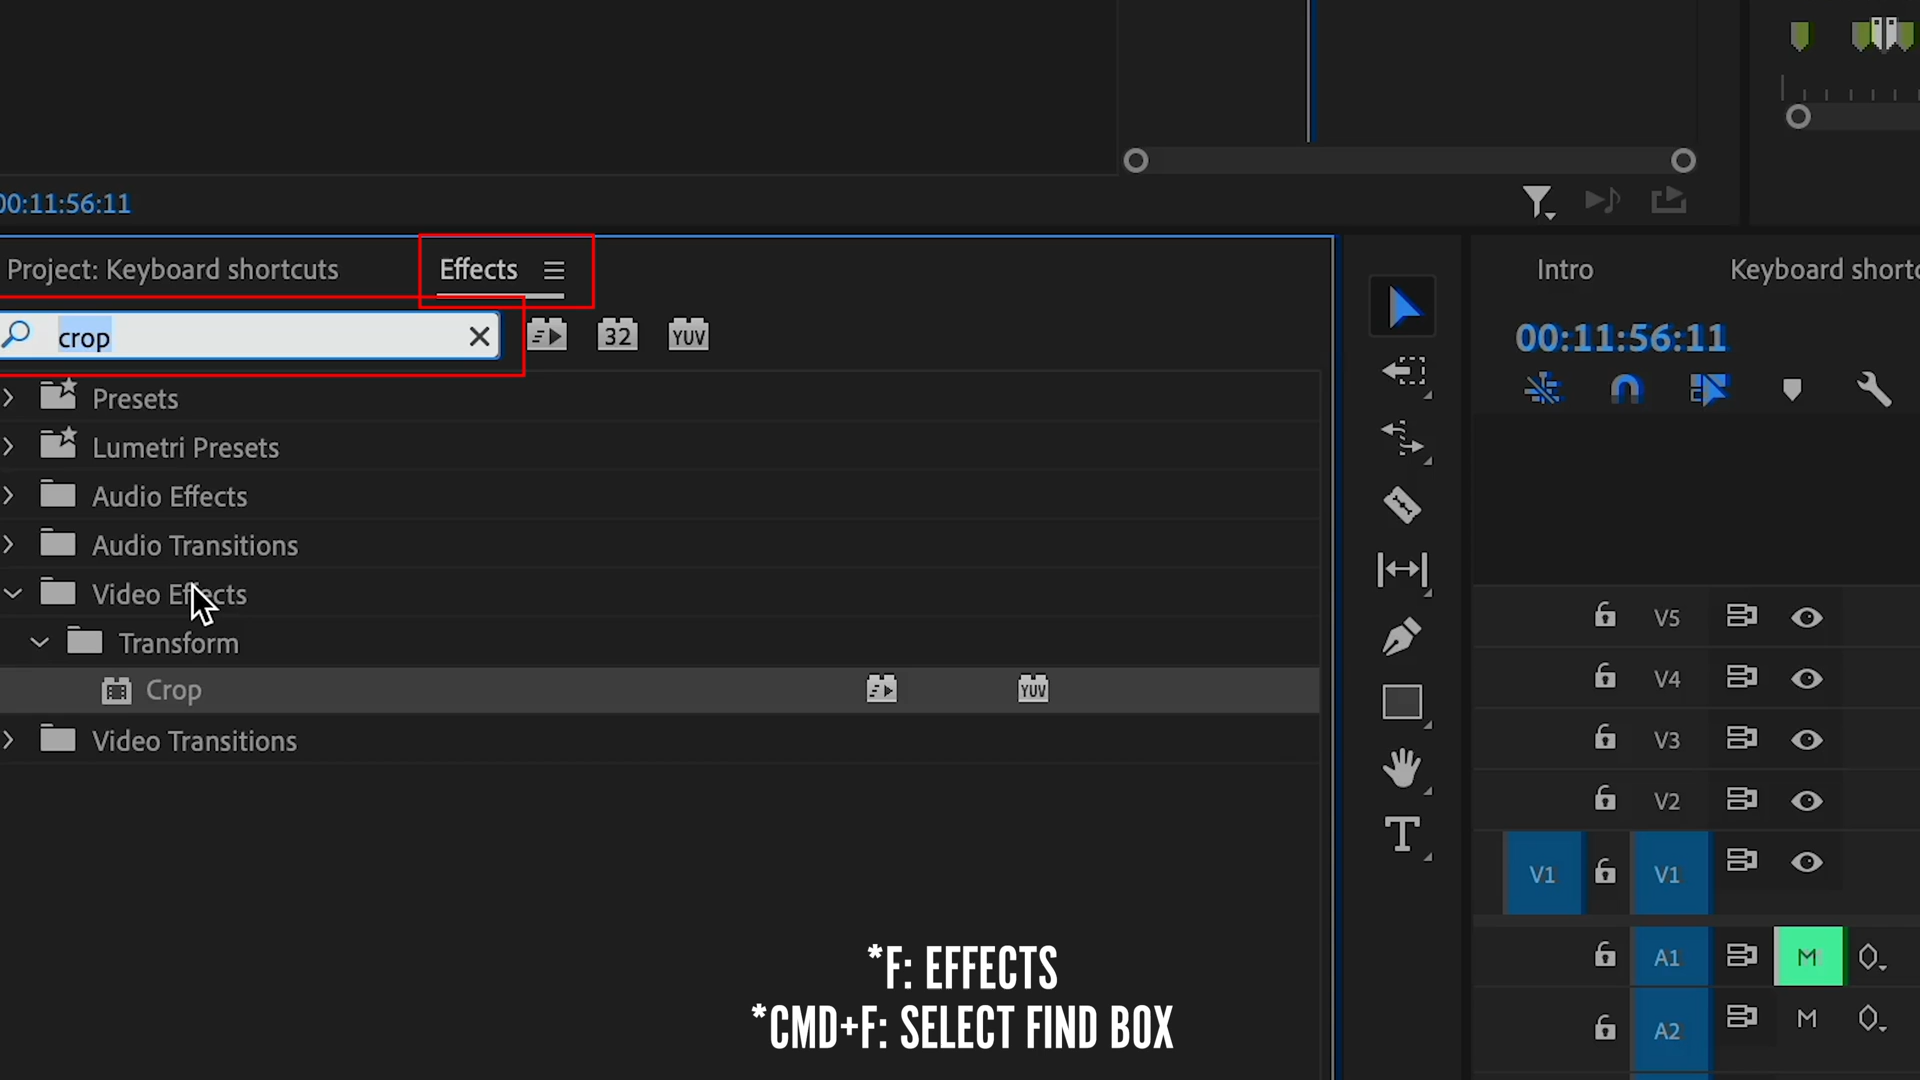 00:11:56:11
Project: Keyboard shortcuts
Effects
Intro
Keyboard shortc
crop
32
YUV
00:11:56:11
Presets
Lumetri Presets
Audio Effects
Audio Transitions
Video Effects
Transform
Crop
YUV
Video Transitions
V5
V4
V3
V2
V1
V1
A1
M
A2
M
*F: EFFECTS
*CMD+F: SELECT FIND BOX